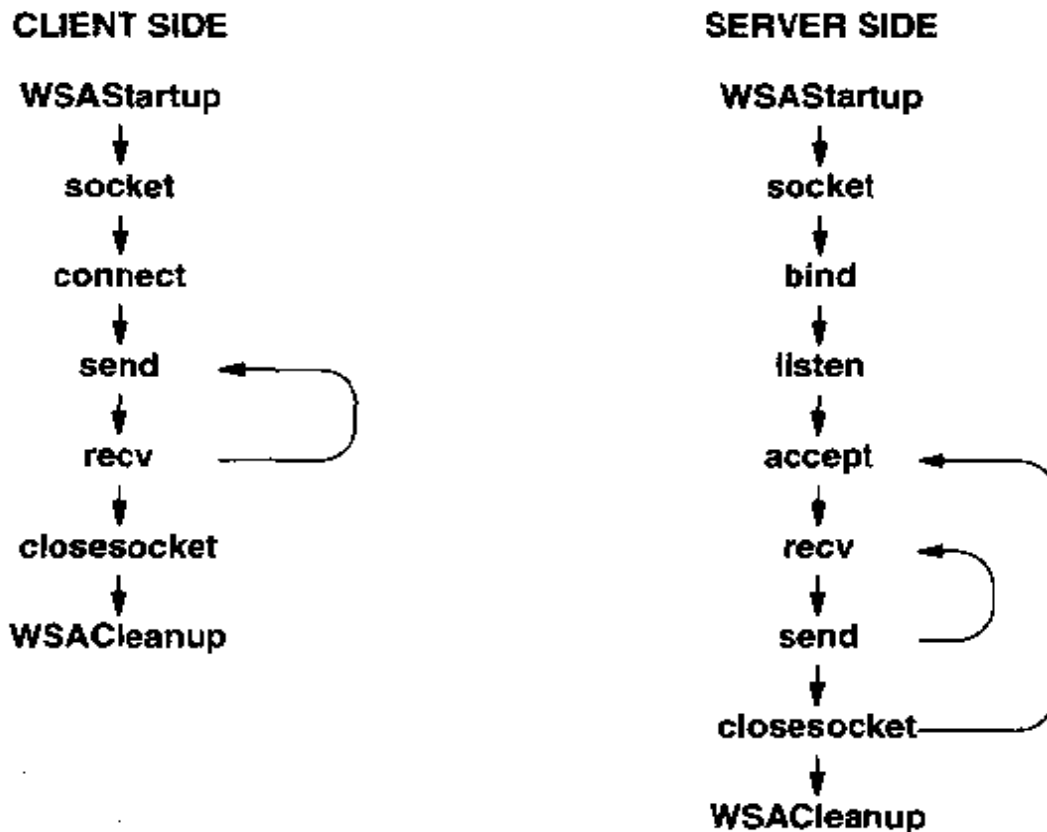 CLIENT SIDE
WSAStartup
socket
connect
send
recv
closesocket
WSACleanup
SERVER SIDE
WSAStartup
socket
bind
listen
accept
recv
send
closesocket
WSACleanup